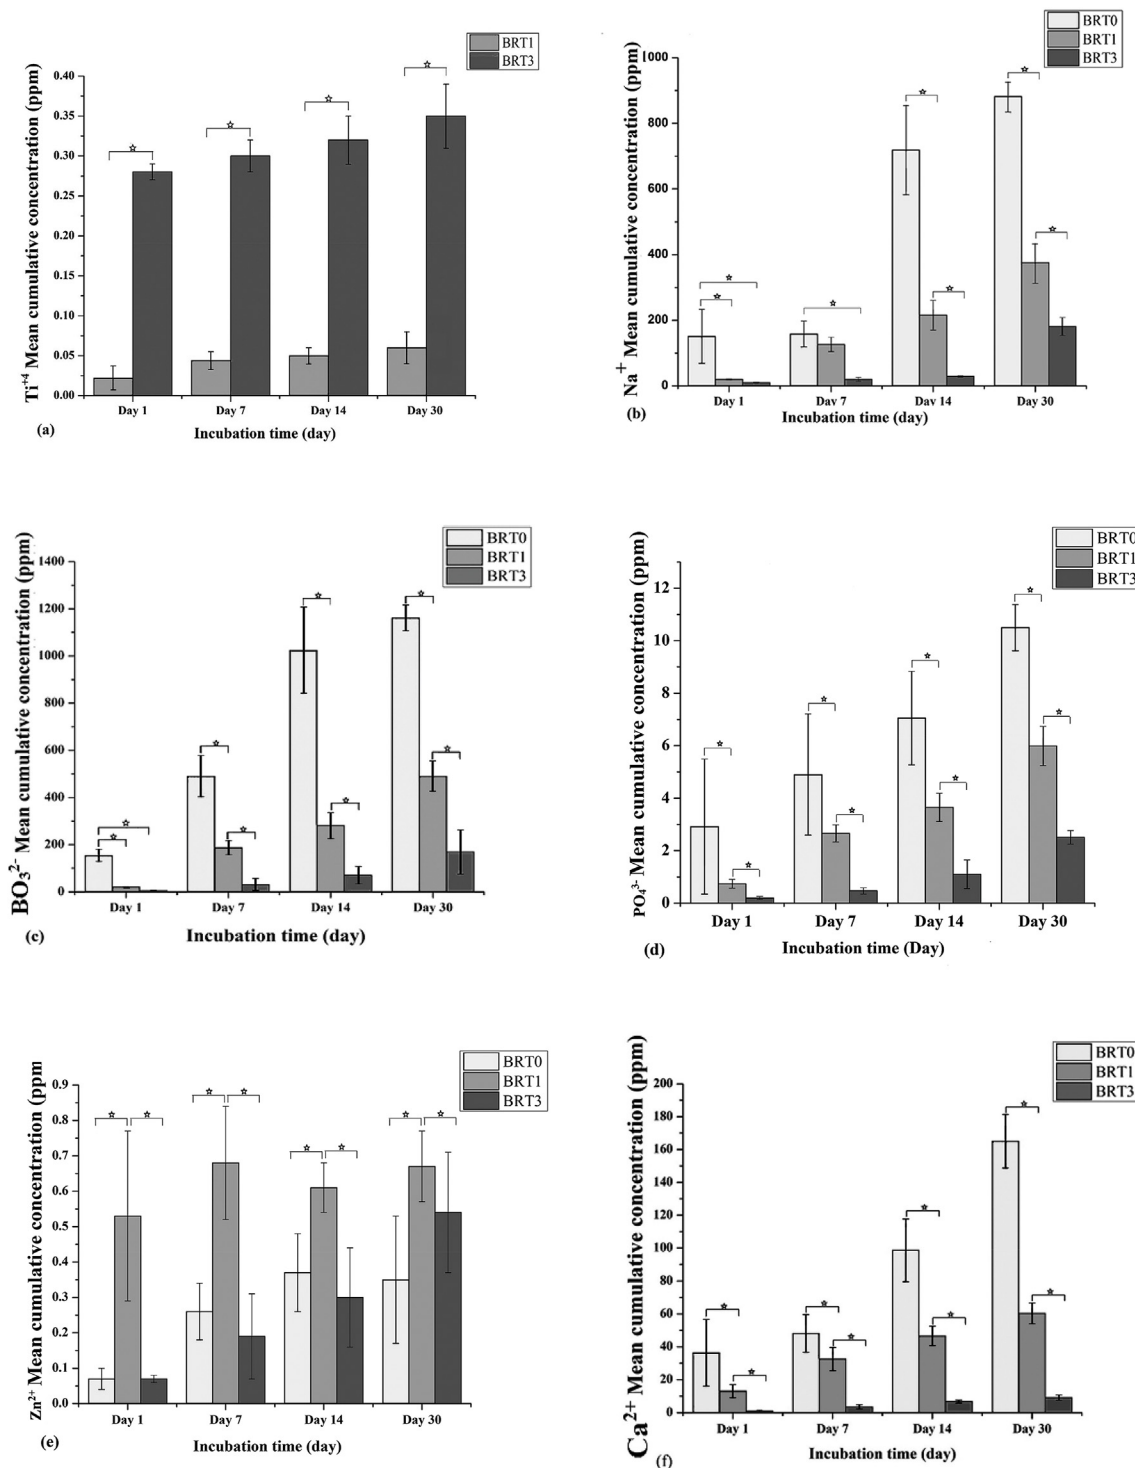 BRT1
BRT3
Ti+4 Mean cumulative concentration (ppm)
0.40
0.35
0.30
0.25
0.20
0.15
0.10
0.05
0.00
Day 1 Day 7 Day 14 Day 30
Incubation time (day)
(a)
BRT0
BRT1
BRT3
Na+ Mean cumulative concentration (ppm)
1000
800
600
400
200
0
Day 1 Day 7 Day 14 Day 30
Incubation time (day)
(b)
BRT0
BRT1
BRT3
BO3 2- Mean cumulative concentration (ppm)
1400
1200
1000
800
600
400
200
0
Day 1 Day 7 Day 14 Day 30
Incubation time (day)
(c)
BRT0
BRT1
BRT3
PO4 3- Mean cumulative concentration (ppm)
12
10
8
6
4
2
0
Day 1 Day 7 Day 14 Day 30
Incubation time (Day)
(d)
BRT0
BRT1
BRT3
Zn2+ Mean cumulative concentration (ppm
0.9
0.8
0.7
0.6
0.5
0.4
0.3
0.2
0.1
0.0
Day 1 Day 7 Day 14 Day 30
Incubation time (day)
(e)
BRT0
BRT1
BRT3
Ca2+ Mean cumulative concentration (ppm)
200
180
160
140
120
100
80
60
40
20
0
Day 1 Day 7 Day 14 Day 30
Incubation time (day)
(f)